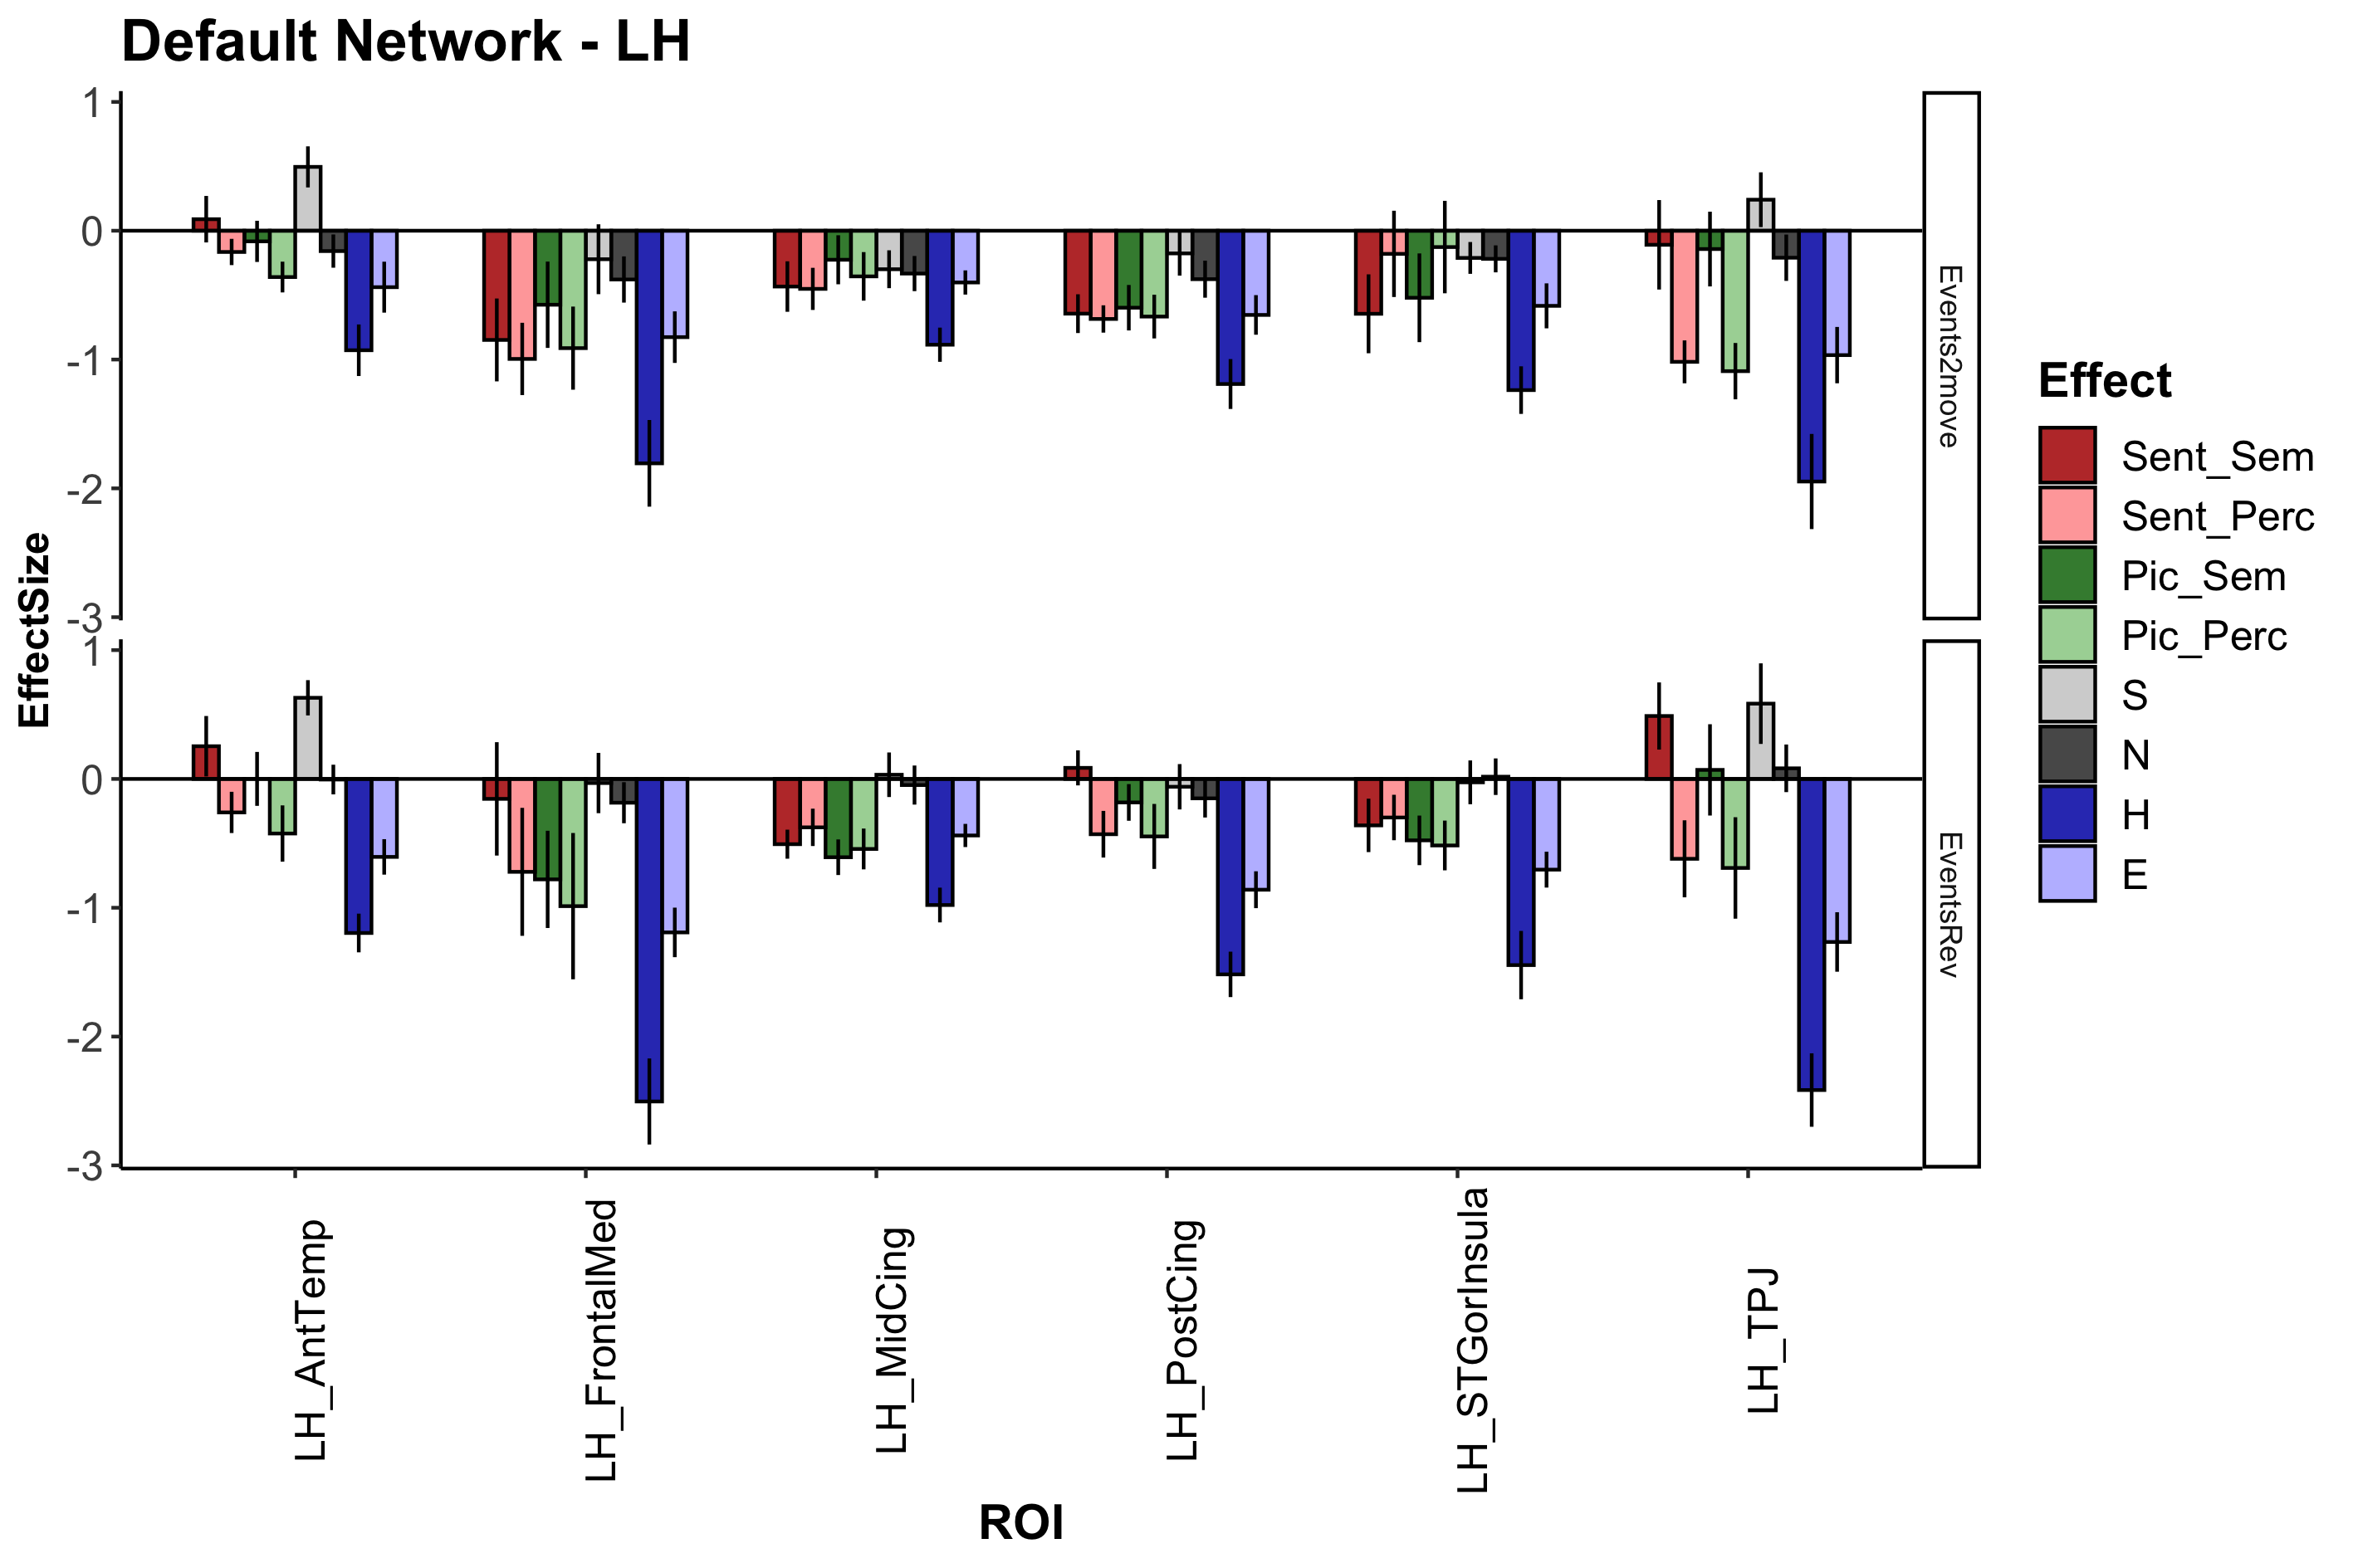 Default Network - LH
EffectSize
1
0
-1
-2
-3
Events2move
1
0
-1
-2
-3
EventsRev
LH_AntTemp
LH_FrontalMed
LH_MidCing
LH_PostCing
LH_STGorInsula
LH_TPJ
ROI
Effect
Sent_Sem
Sent_Perc
Pic_Sem
Pic_Perc
S
N
H
E